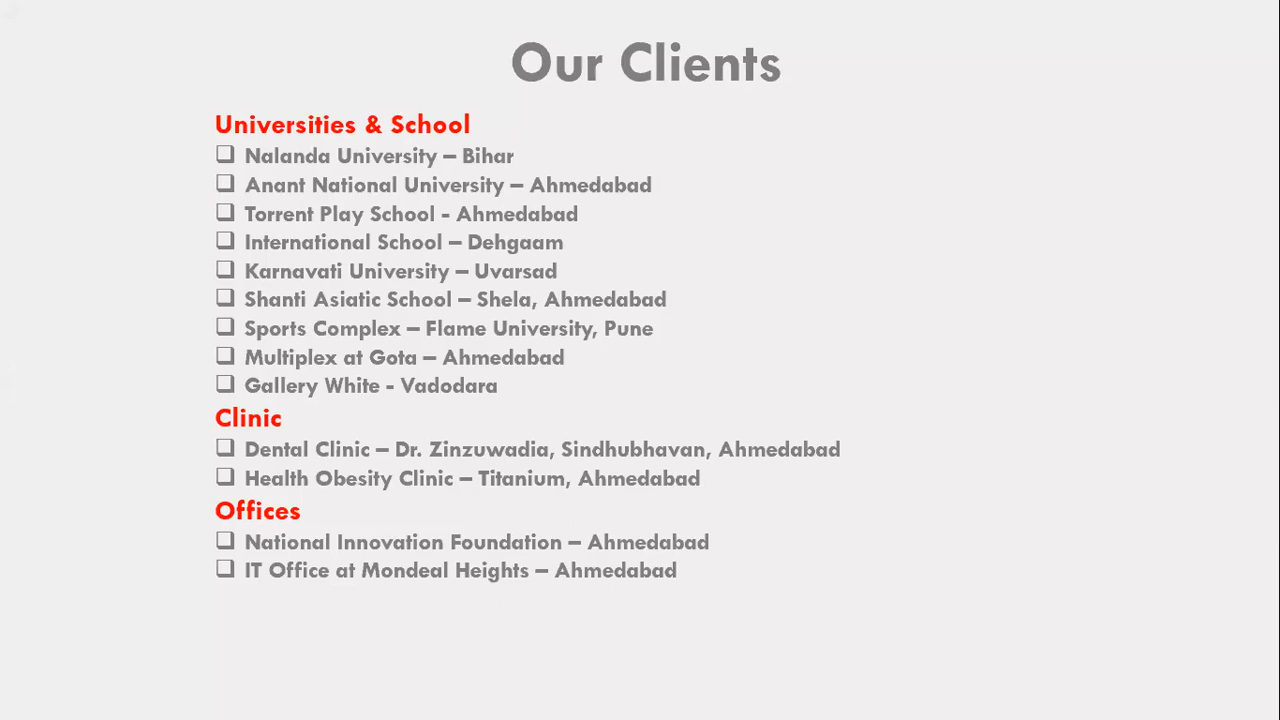 Our Clients
Universities & School
❑ Nalanda University – Bihar
❑ Anant National University – Ahmedabad
❑ Torrent Play School - Ahmedabad
❑ International School – Dehgaam
❑ Karnavati University – Uvarsad
❑ Shanti Asiatic School – Shela, Ahmedabad
❑ Sports Complex – Flame University, Pune
❑ Multiplex at Gota – Ahmedabad
❑ Gallery White - Vadodara
Clinic
❑ Dental Clinic – Dr. Zinzuwadia, Sindhubhavan, Ahmedabad
❑ Health Obesity Clinic – Titanium, Ahmedabad
Offices
❑ National Innovation Foundation – Ahmedabad
❑ IT Office at Mondeal Heights – Ahmedabad